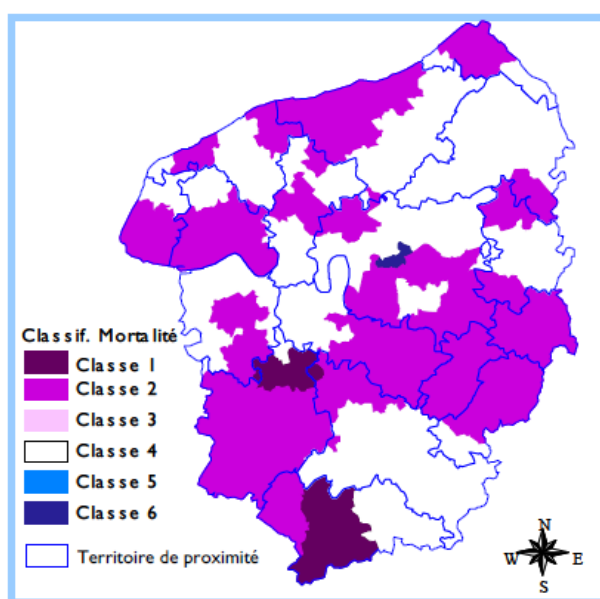 Classif. Mortalité
Classe 1
Classe 2
Classe 3
Classe 4
Classe 5
Classe 6
Territoire de proximité
N
W E
S